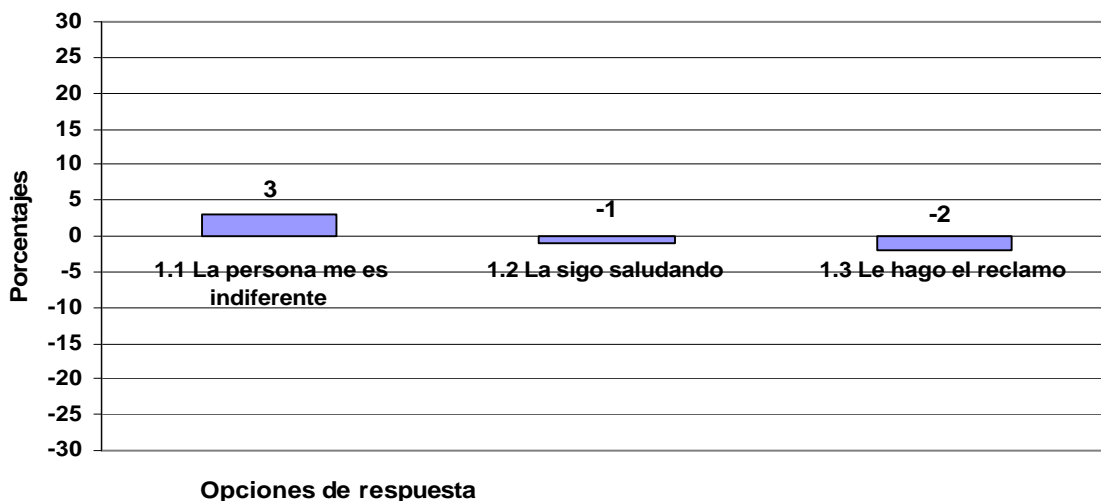 30
25
20
15
10
5
0
-5
-10
-15
-20
-25
-30
Porcentajes
3
-1
-2
1.1 La persona me es
indiferente
1.2 La sigo saludando
1.3 Le hago el reclamo
Opciones de respuesta